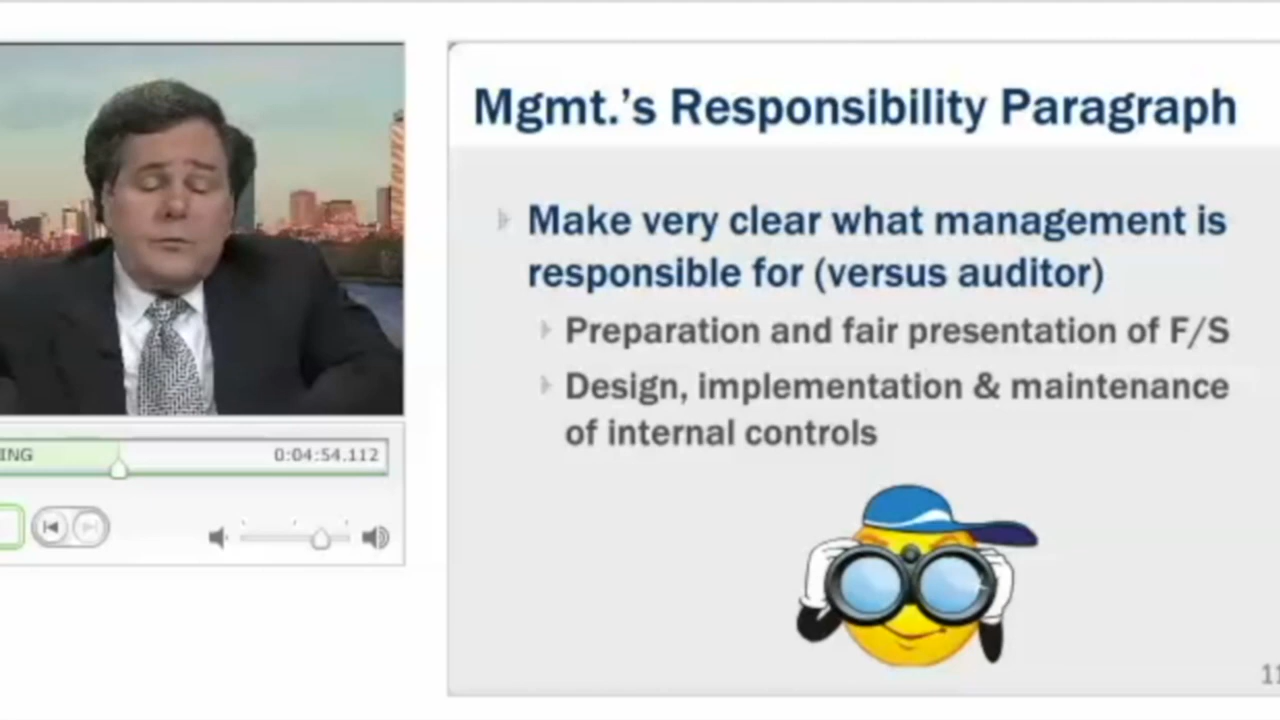 Mgmt.'s Responsibility Paragraph
Make very clear what management is
responsible for (versus auditor)
Preparation and fair presentation of F/S
Design, implementation & maintenance
of internal controls
ING
0:04:54.112
11